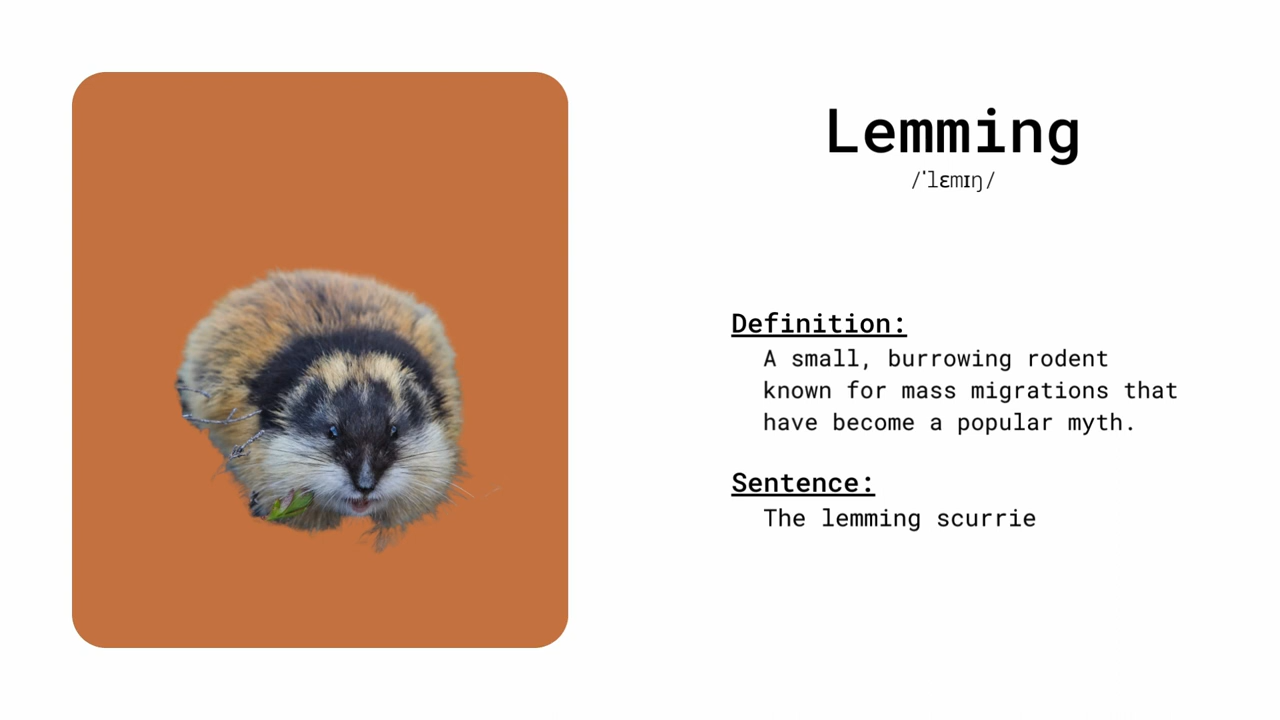 Lemming
/ˈlɛmɪŋ/
Definition:
A small, burrowing rodent
known for mass migrations that
have become a popular myth.
Sentence:
The lemming scurrie